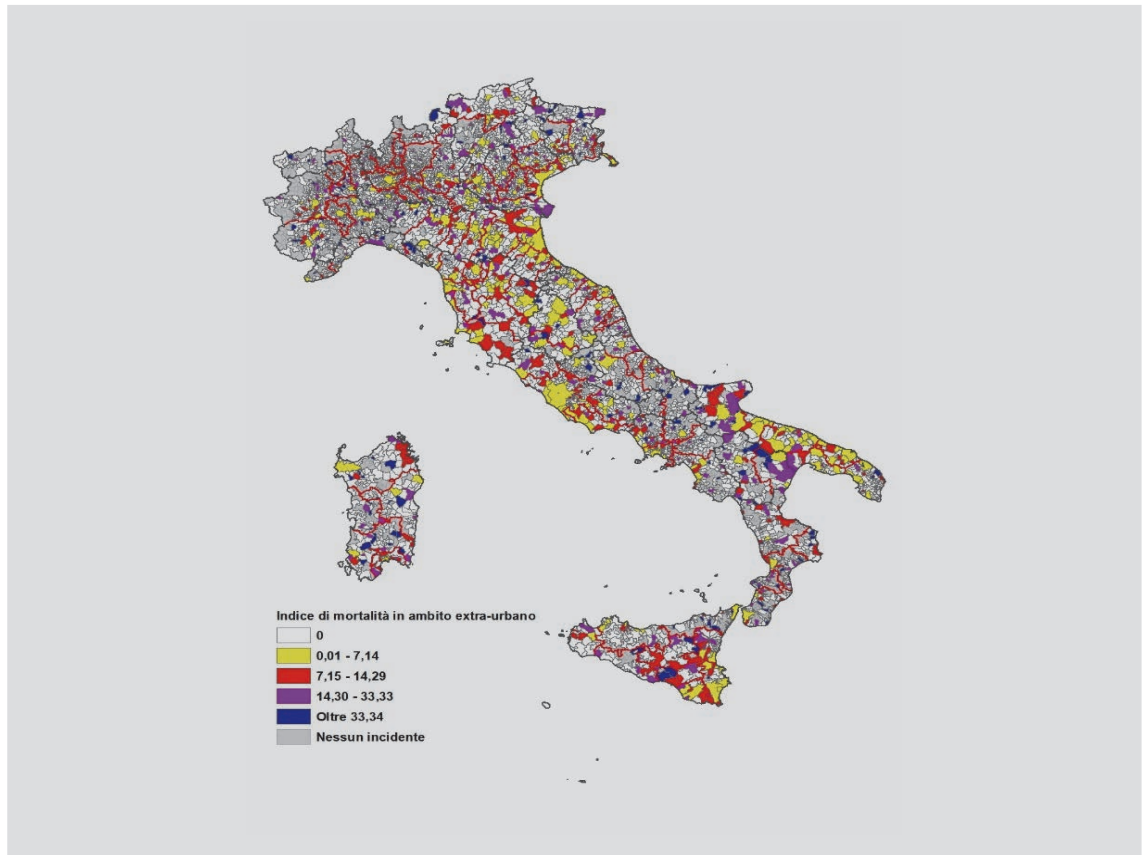 Indice di mortalità in ambito extra-urbano
0
0,01 - 7,14
7,15 - 14,29
14,30 - 33,33
Oltre 33,34
Nessun incidente